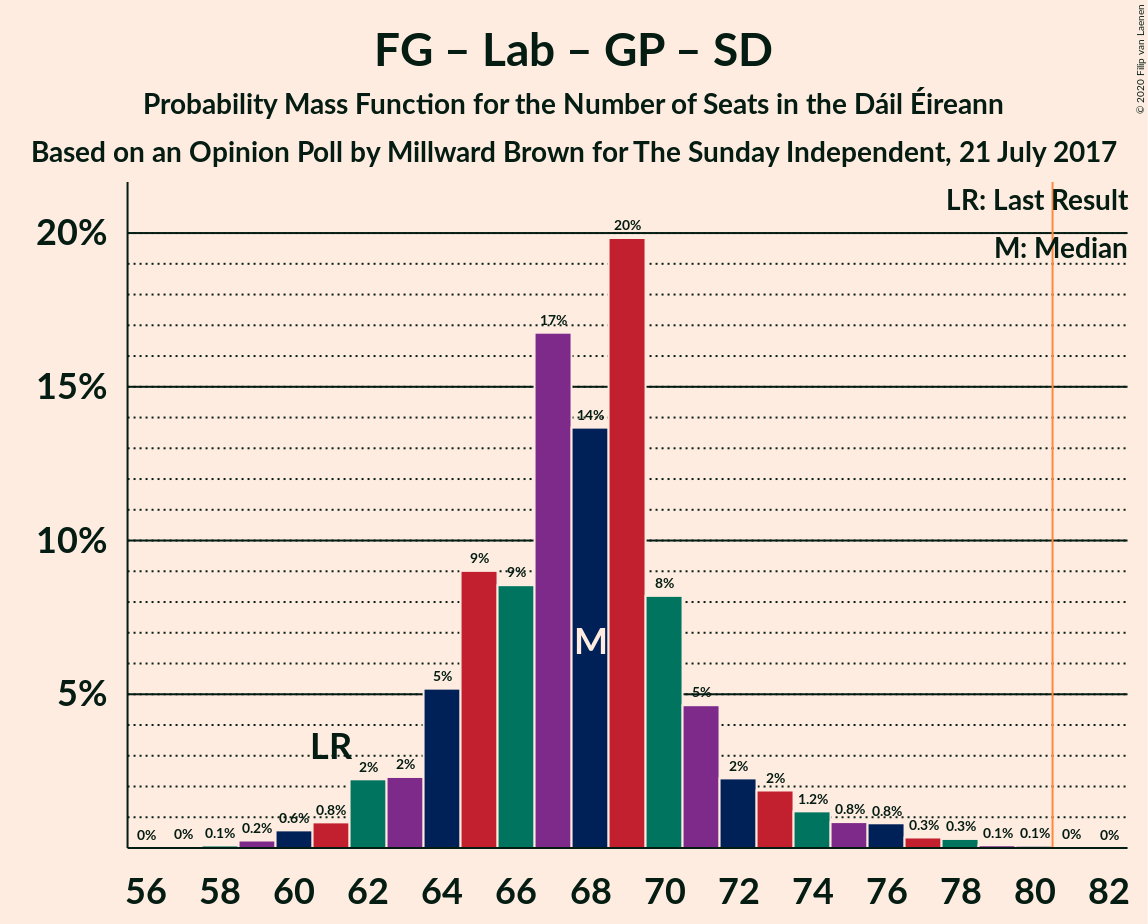 FG – Lab – GP – SD
Probability Mass Function for the Number of Seats in the Dáil Éireann
Based on an Opinion Poll by Millward Brown for The Sunday Independent, 21 July 2017
© 2020 Filip van Laenen
LR: Last Result
M: Median
20%
15%
10%
5%
0% 0% 0.1% 0.2% 0.6% 0.8% 2% 2% 5% 9% 9% 17% 14% 20% 8% 5% 2% 2% 1.2% 0.8% 0.8% 0.3% 0.3% 0.1% 0.1% 0% 0%
LR
M
56 58 60 62 64 66 68 70 72 74 76 78 80 82